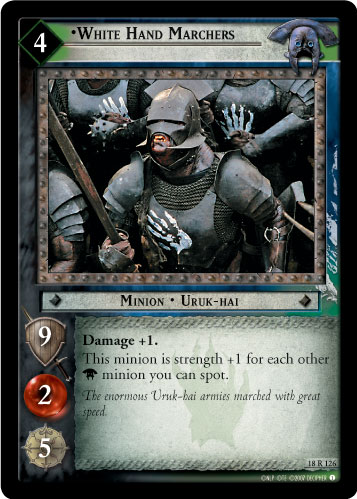 4
•White Hand Marchers
Minion • Uruk-hai
9
2
5
Damage +1.
This minion is strength +1 for each other
minion you can spot.
The enormous Uruk-hai armies marched with great
speed.
18 R 126